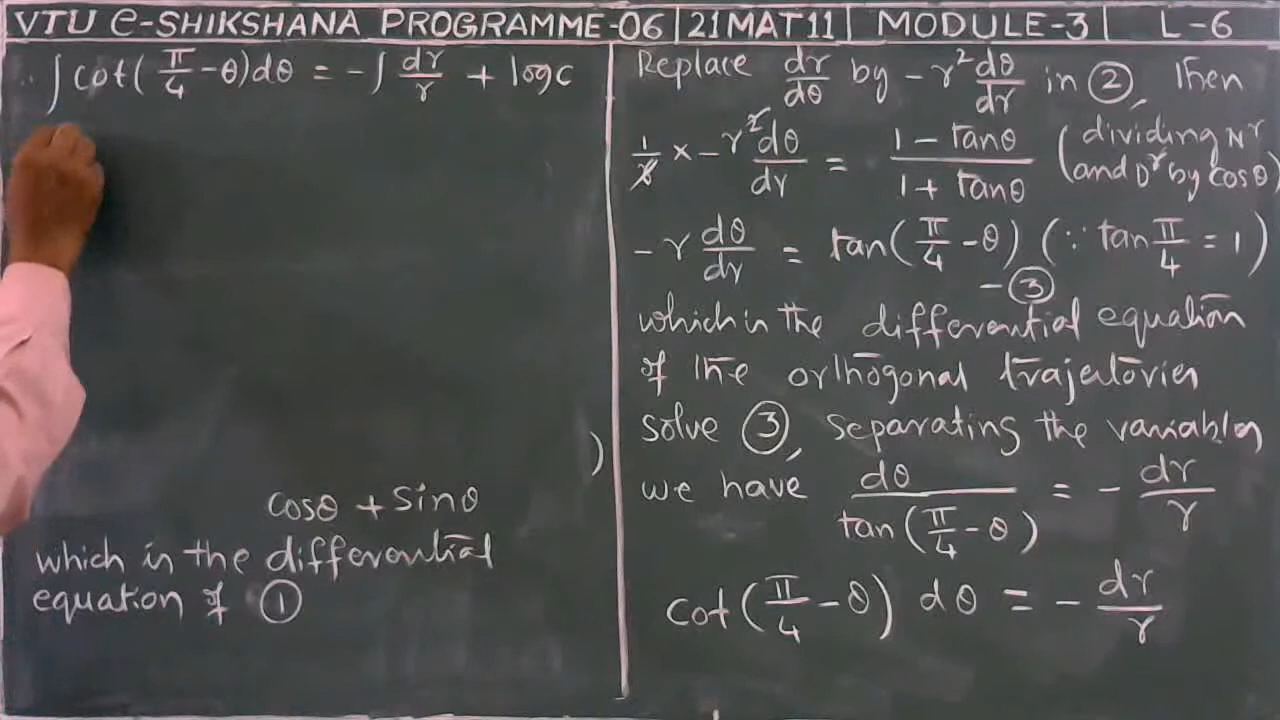 VTU e-SHIKSHANA PROGRAMME-06 | 21MAT11 | MODULE-3 | L-6
∴ ∫ cot(π/4 - θ)dθ = - ∫ dr/r + logc
)
cosθ + sinθ
which is the differential
equation of ①
Replace dr/dθ by - r² dθ/dr in ②, Then
1/r × - r² dθ/dr = 1 - tanθ / 1 + tanθ (dividing Nʳ and Dʳ by cosθ)
- r dθ/dr = tan(π/4 - θ) (∵ tan π/4 = 1)
- ③
which is the differential equation
of the orthogonal trajectories
solve ③, separating the variables
we have dθ / tan(π/4 - θ) = - dr/r
cot(π/4 - θ) dθ = - dr/r